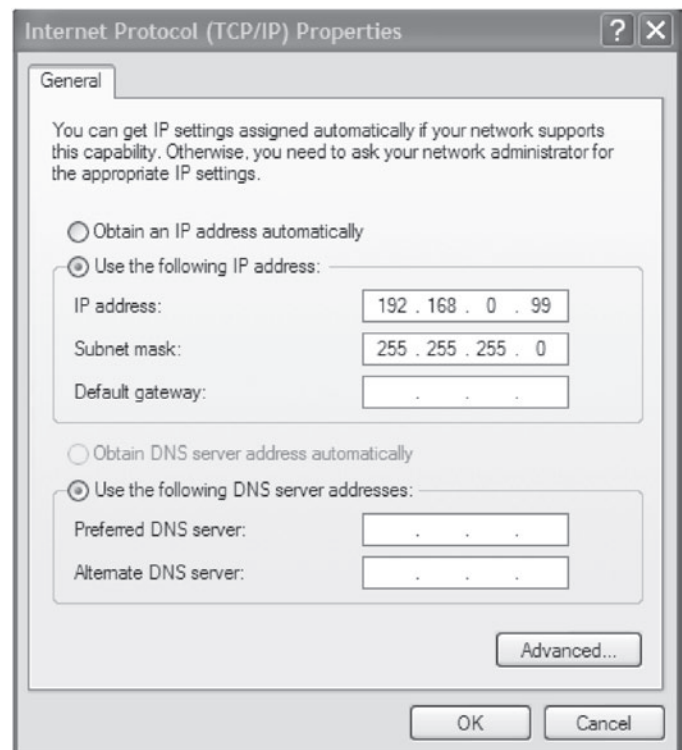 Internet Protocol (TCP/IP) Properties ? X
General
You can get IP settings assigned automatically if your network supports
this capability. Otherwise, you need to ask your network administrator for
the appropriate IP settings.
Obtain an IP address automatically
Use the following IP address:
IP address: 192 . 168 . 0 . 99
Subnet mask: 255 . 255 . 255 . 0
Default gateway: . . .
Obtain DNS server address automatically
Use the following DNS server addresses:
Preferred DNS server: . . .
Alternate DNS server: . . .
Advanced...
OK Cancel